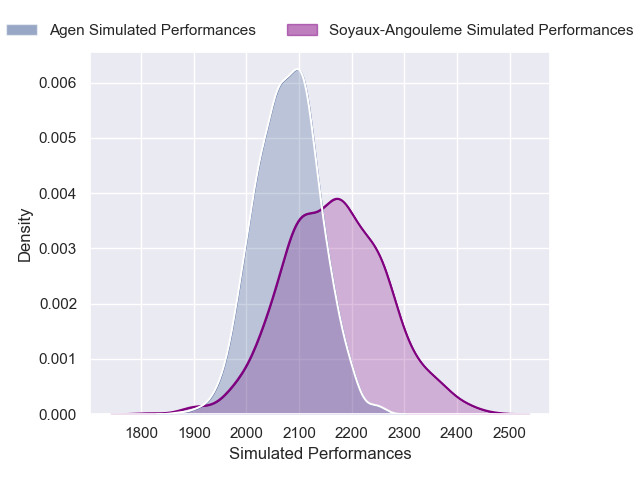 Agen Simulated Performances
Soyaux-Angouleme Simulated Performances
0.006
0.005
0.004
0.003
0.002
0.001
0.000
Density
1800 1900 2000 2100 2200 2300 2400 2500
Simulated Performances